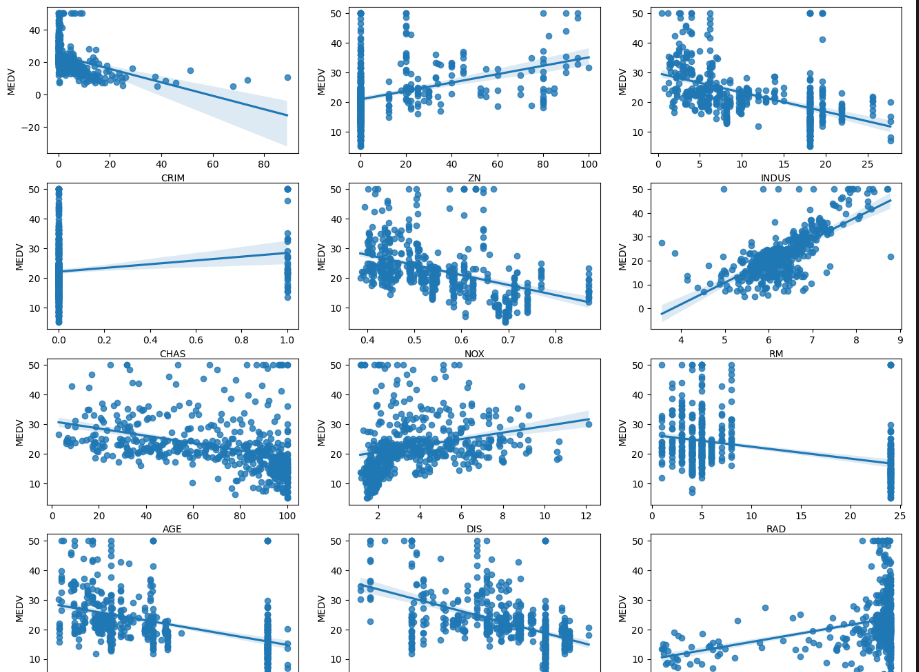 MEDV 40 20 0 −20 0 20 40 60 80 CRIM
MEDV 50 40 30 20 10 0 20 40 60 80 100 ZN
MEDV 50 40 30 20 10 0 5 10 15 20 25 INDUS
MEDV 50 40 30 20 10 0.0 0.2 0.4 0.6 0.8 1.0 CHAS
MEDV 50 40 30 20 10 0.4 0.5 0.6 0.7 0.8 NOX
MEDV 50 40 30 20 10 0 4 5 6 7 8 9 RM
MEDV 50 40 30 20 10 0 20 40 60 80 100 AGE
MEDV 50 40 30 20 10 2 4 6 8 10 12 DIS
MEDV 50 40 30 20 10 0 5 10 15 20 25 RAD
MEDV 50 40 30 20 10
MEDV 50 40 30 20 10
MEDV 50 40 30 20 10